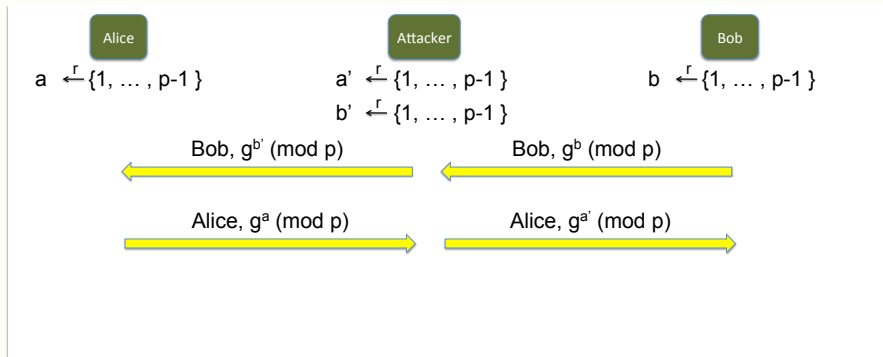 Alice Attacker Bob
a ←r {1, … , p-1 } a’ ←r {1, … , p-1 } b ←r {1, … , p-1 }
b’ ←r {1, … , p-1 }
Bob, g^b’ (mod p) Bob, g^b (mod p)
Alice, g^a (mod p) Alice, g^a’ (mod p)